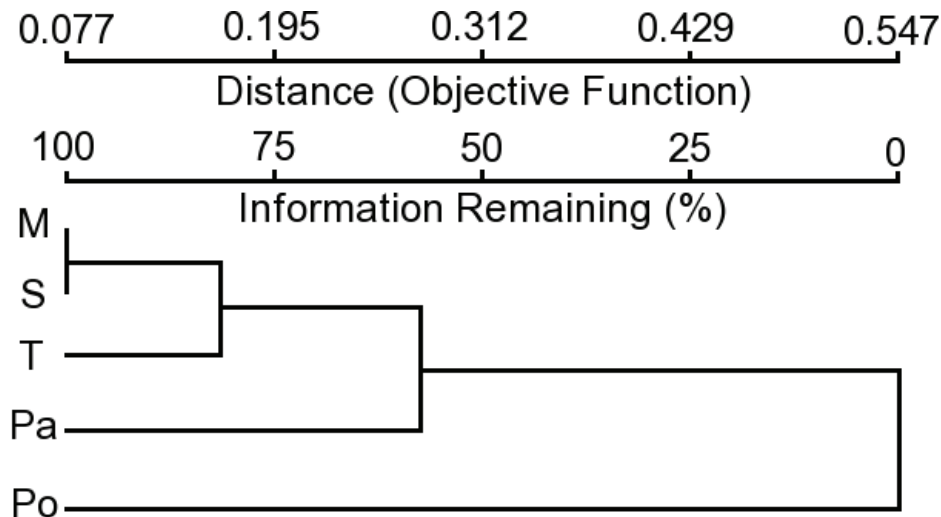 0.077 0.195 0.312 0.429 0.547
Distance (Objective Function)
100 75 50 25 0
Information Remaining (%)
M
S
T
Pa
Po